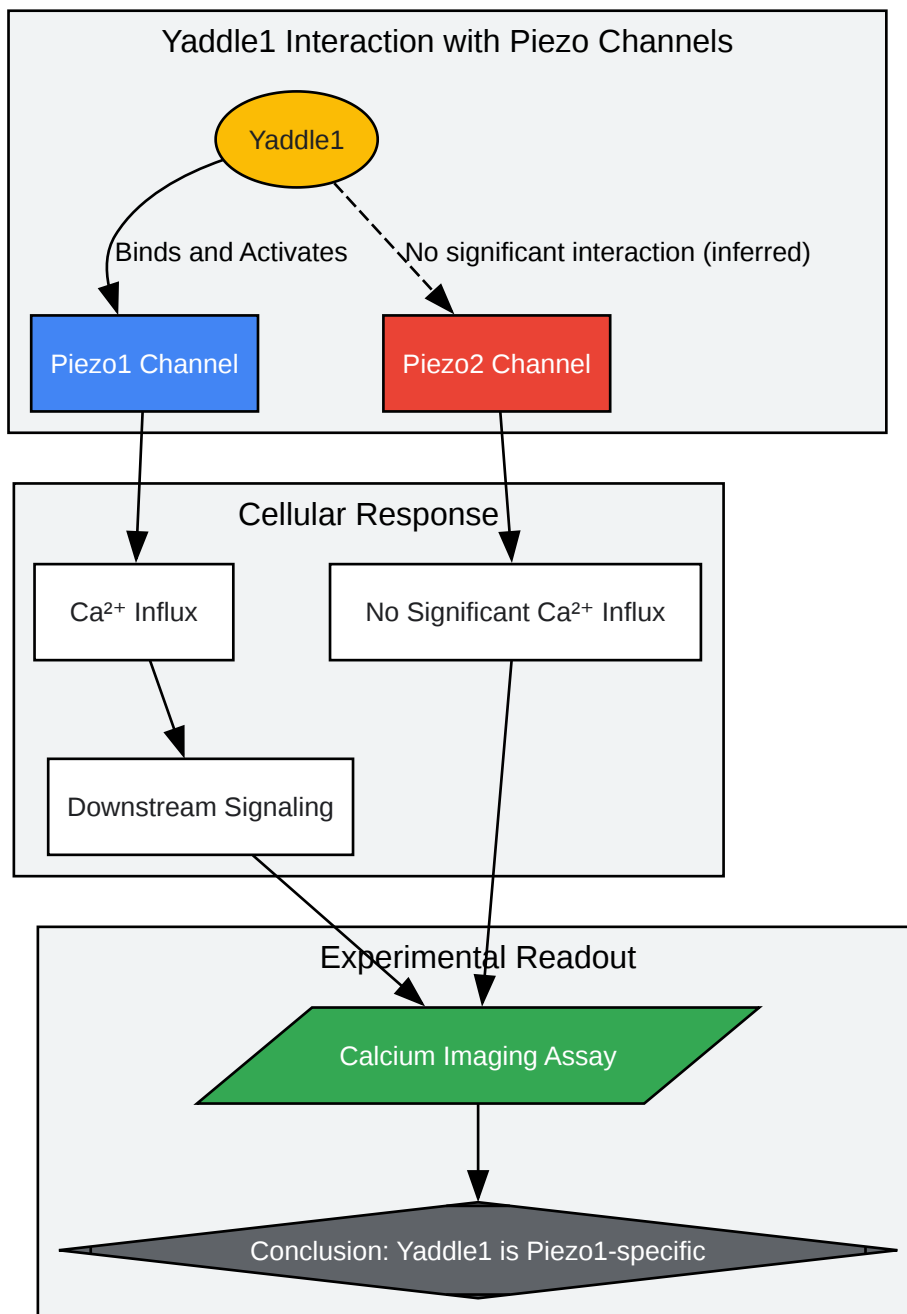 Yaddle1 Interaction with Piezo Channels
Yaddle1
Binds and Activates
No significant interaction (inferred)
Piezo1 Channel
Piezo2 Channel
Cellular Response
Ca²⁺ Influx
No Significant Ca²⁺ Influx
Downstream Signaling
Experimental Readout
Calcium Imaging Assay
Conclusion: Yaddle1 is Piezo1-specific